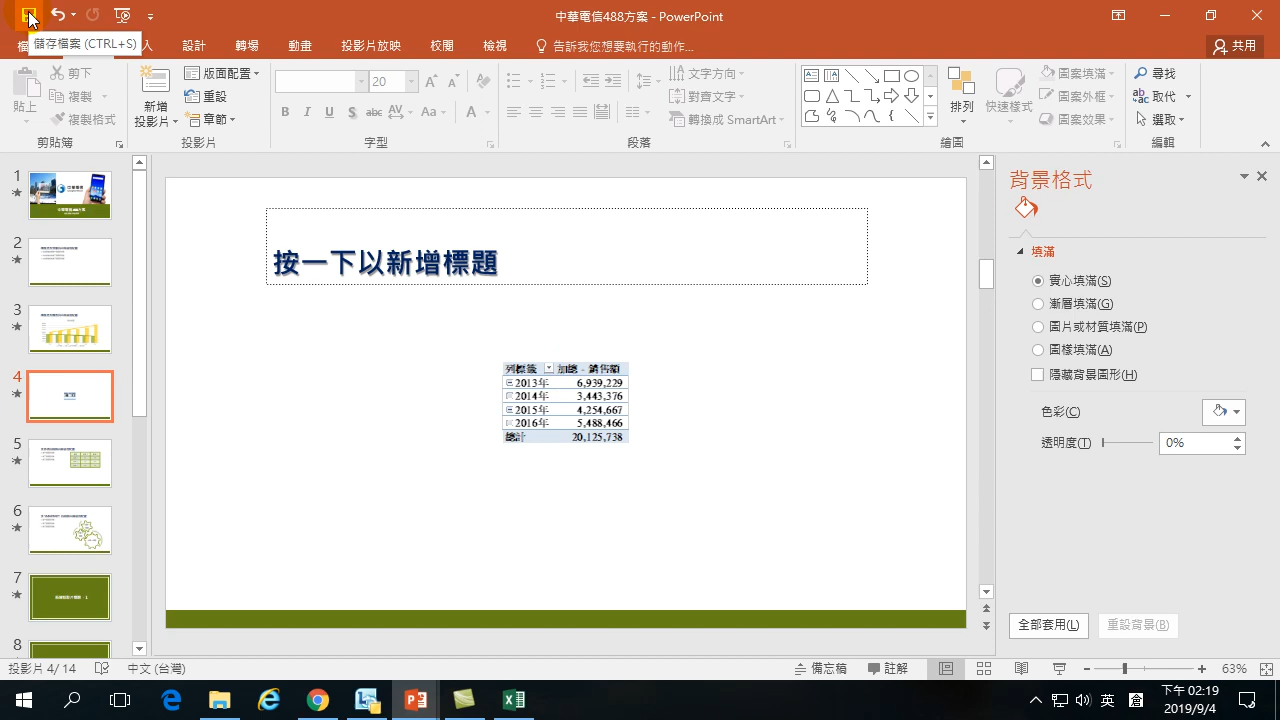 中華電信488方案 - PowerPoint
儲存檔案 (CTRL+S)
設計 轉場 動畫 投影片放映 校閱 檢視 告訴我您想要執行的動作... 共用
貼上 剪下 複製 複製格式 剪貼簿
新增 投影片 版面配置 重設 章節 投影片
20
B I U S abc AV Aa A 字型
文字方向 對齊文字 轉換成 SmartArt 段落
排列 快速樣式 圖案填滿 圖案外框 圖案效果 繪圖
尋找 取代 選取 編輯
1
2
3
4
5
6
7
8
按一下以新增標題
列標籤 加總 - 銷售額
2013年 6,939,229
2014年 3,443,376
2015年 4,254,667
2016年 5,488,466
總計 20,125,738
背景格式
填滿
實心填滿(S)
漸層填滿(G)
圖片或材質填滿(P)
圖樣填滿(A)
隱藏背景圖形(H)
色彩(C)
透明度(T) 0%
全部套用(L) 重設背景(B)
投影片 4/ 14 中文 (台灣) 備忘稿 註解 63%
英 下午 02:19
2019/9/4